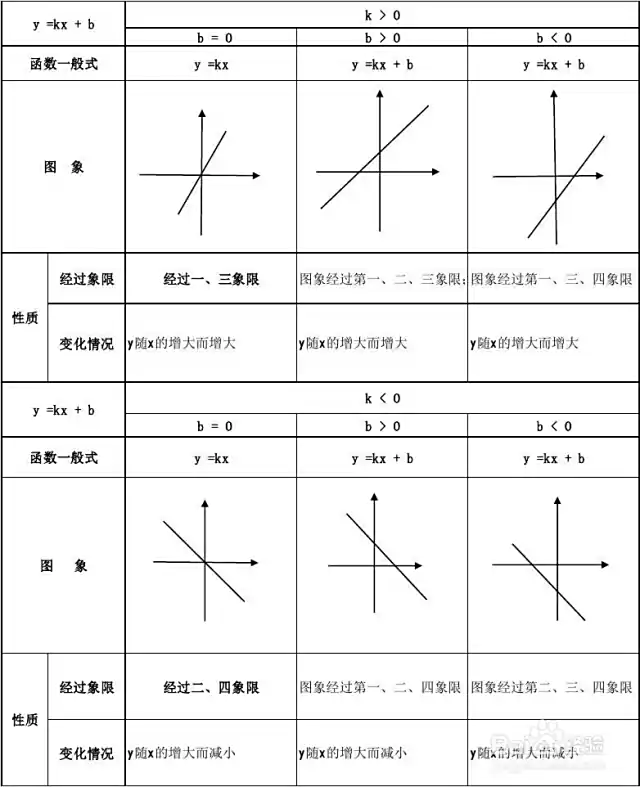 y =kx + b
k > 0
b = 0
b > 0
b < 0
函数一般式
y =kx
y =kx + b
y =kx + b
图 象
性质
经过象限
经过一、三象限
图象经过第一、二、三象限;
图象经过第一、三、四象限
变化情况
y随x的增大而增大
y随x的增大而增大
y随x的增大而增大
y =kx + b
k < 0
b = 0
b > 0
b < 0
函数一般式
y =kx
y =kx + b
y =kx + b
图 象
性质
经过象限
经过二、四象限
图象经过第一、二、四象限
图象经过第二、三、四象限
变化情况
y随x的增大而减小
y随x的增大而减小
y随x的增大而减小